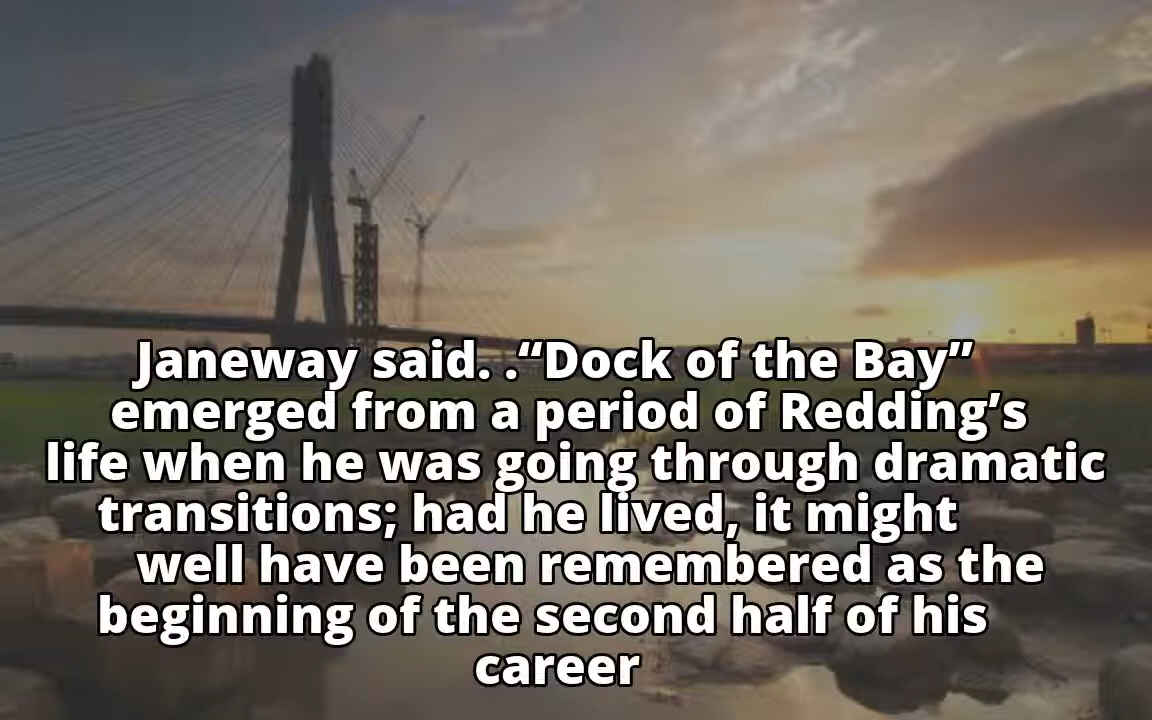 Janeway said. .“Dock of the Bay”
emerged from a period of Redding’s
life when he was going through dramatic
transitions; had he lived, it might
well have been remembered as the
beginning of the second half of his
career